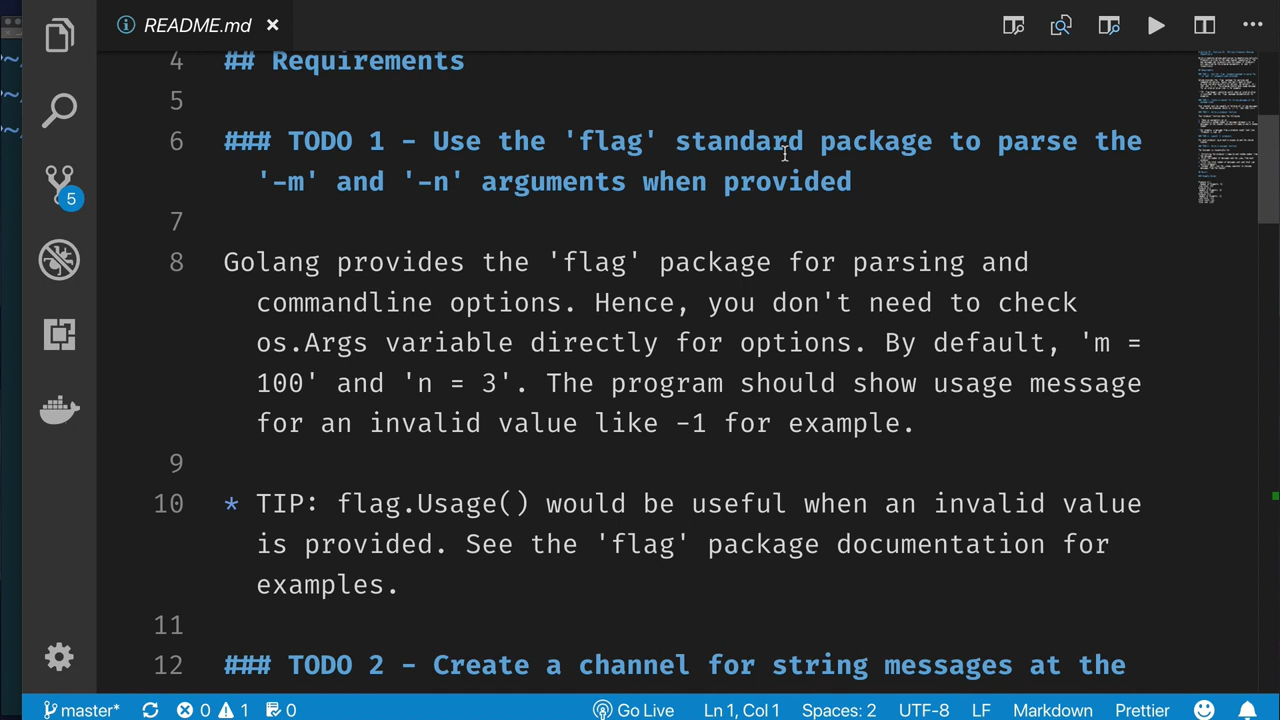 README.md
4 ## Requirements
5
6 ### TODO 1 - Use the 'flag' standard package to parse the
'-m' and '-n' arguments when provided
7
8 Golang provides the 'flag' package for parsing and
commandline options. Hence, you don't need to check
os.Args variable directly for options. By default, 'm =
100' and 'n = 3'. The program should show usage message
for an invalid value like -1 for example.
9
10 * TIP: flag.Usage() would be useful when an invalid value
is provided. See the 'flag' package documentation for
examples.
11
12 ### TODO 2 - Create a channel for string messages at the
5
master* 0 1 0 Go Live Ln 1, Col 1 Spaces: 2 UTF-8 LF Markdown Prettier